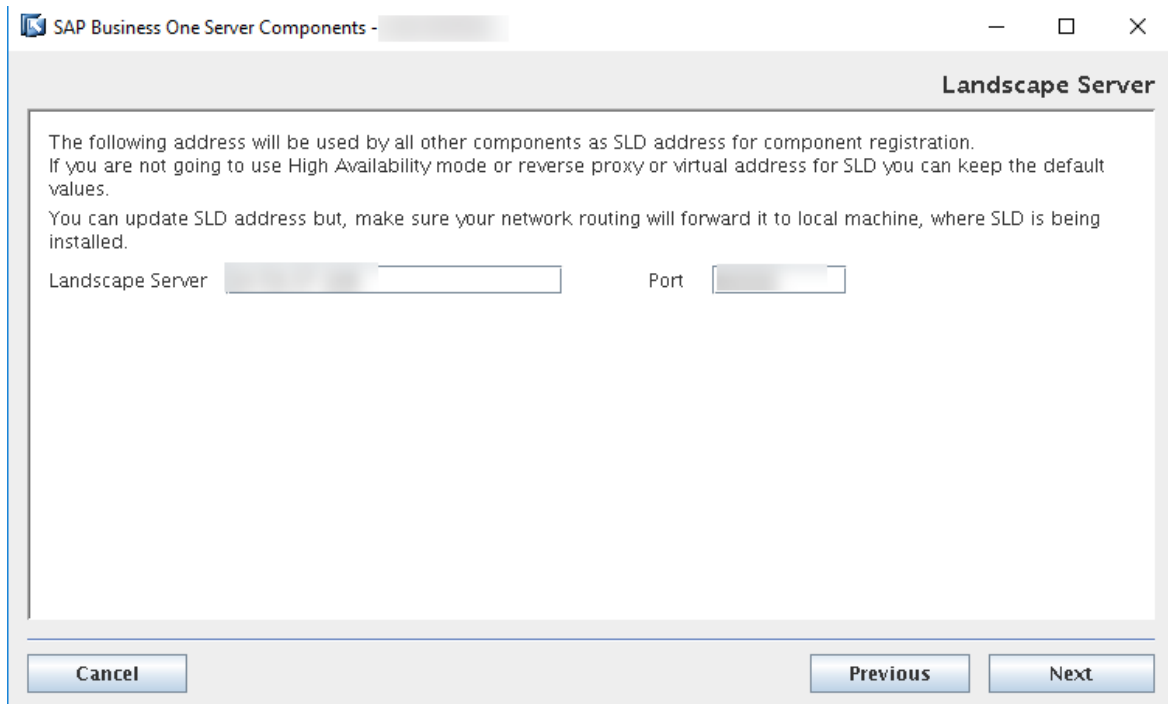 SAP Business One Server Components -
Landscape Server
The following address will be used by all other components as SLD address for component registration.
If you are not going to use High Availability mode or reverse proxy or virtual address for SLD you can keep the default
values.
You can update SLD address but, make sure your network routing will forward it to local machine, where SLD is being
installed.
Landscape Server Port
Cancel Previous Next